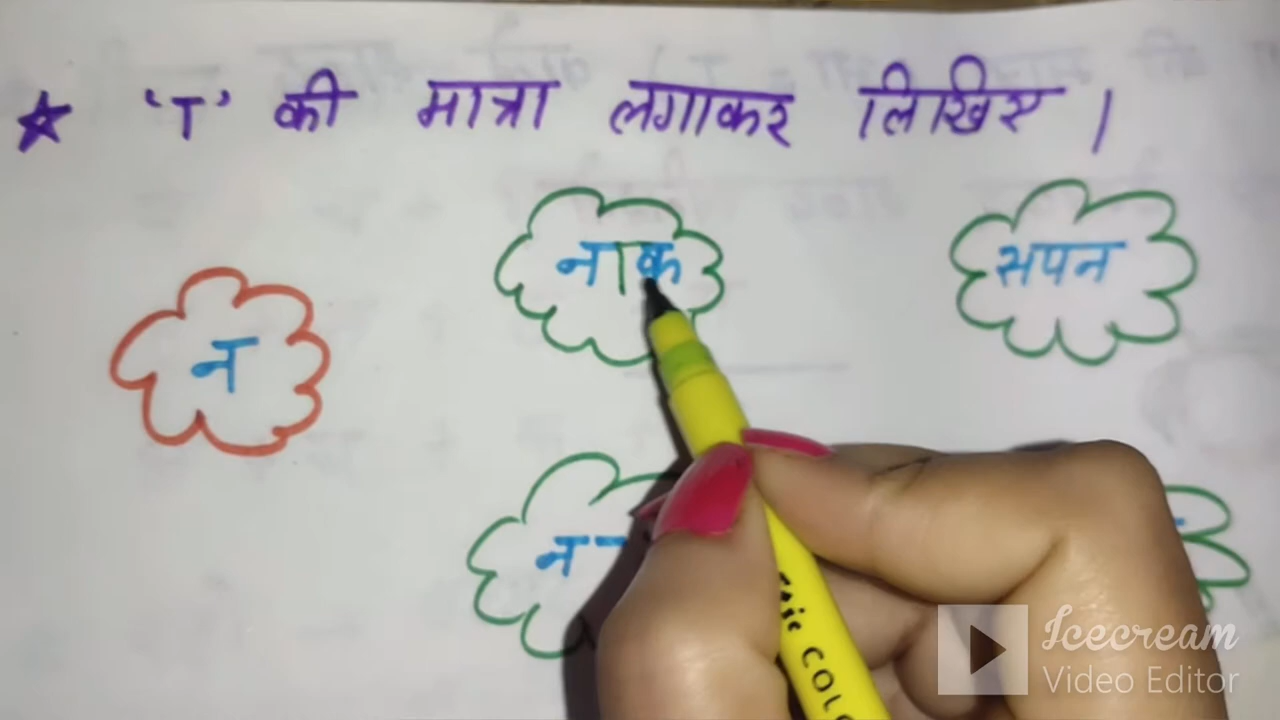 ★ 'ा' की मात्रा लगाकर लिखिए ।
नाक
सपन
न
न
Icecream
Video Editor